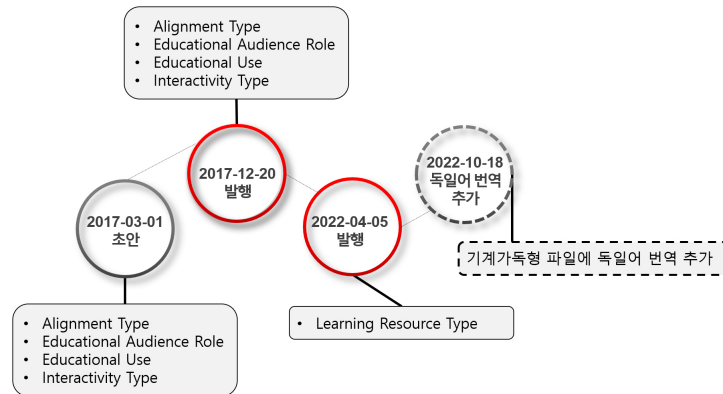 • Alignment Type
• Educational Audience Role
• Educational Use
• Interactivity Type
2017-12-20
발행
2022-10-18
독일어 번역
추가
2017-03-01
초안
2022-04-05
발행
기계가독형 파일에 독일어 번역 추가
• Alignment Type
• Educational Audience Role
• Educational Use
• Interactivity Type
• Learning Resource Type